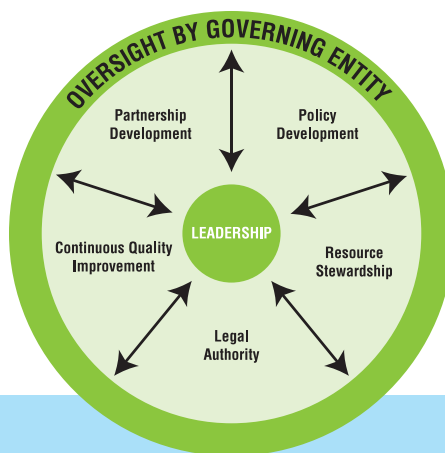 OVERSIGHT BY GOVERNING ENTITY
Partnership
Development
Policy
Development
LEADERSHIP
Continuous Quality
Improvement
Resource
Stewardship
Legal
Authority